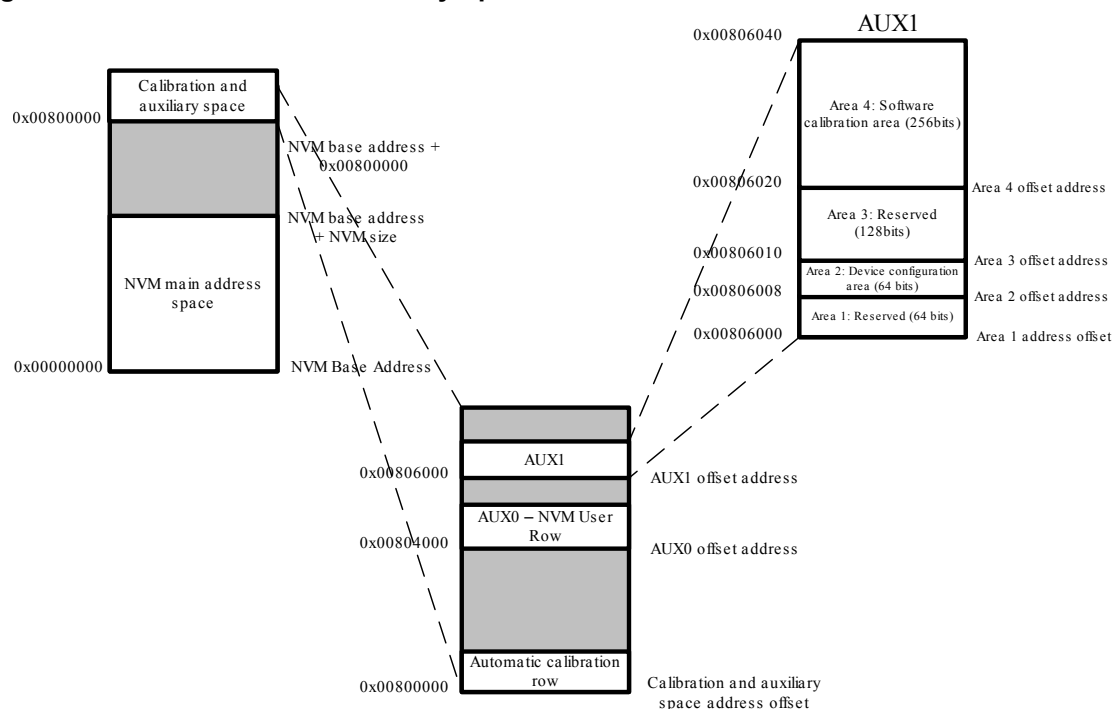 AUX1
0x00806040
Area 4: Software
calibration area (256bits)
0x00806020
Area 4 offset address
Area 3: Reserved
(128bits)
0x00806010
Area 3 offset address
Area 2: Device configuration
area (64 bits)
0x00806008
Area 2 offset address
Area 1: Reserved (64 bits)
0x00806000
Area 1 address offset
Calibration and
auxiliary space
0x00800000
NVM base address +
0x00800000
NVM base address
+ NVM size
NVM main address
space
0x00000000
NVM Base Address
AUX1
0x00806000
AUX1 offset address
AUX0 – NVM User
Row
0x00804000
AUX0 offset address
Automatic calibration
row
0x00800000
Calibration and auxiliary
space address offset